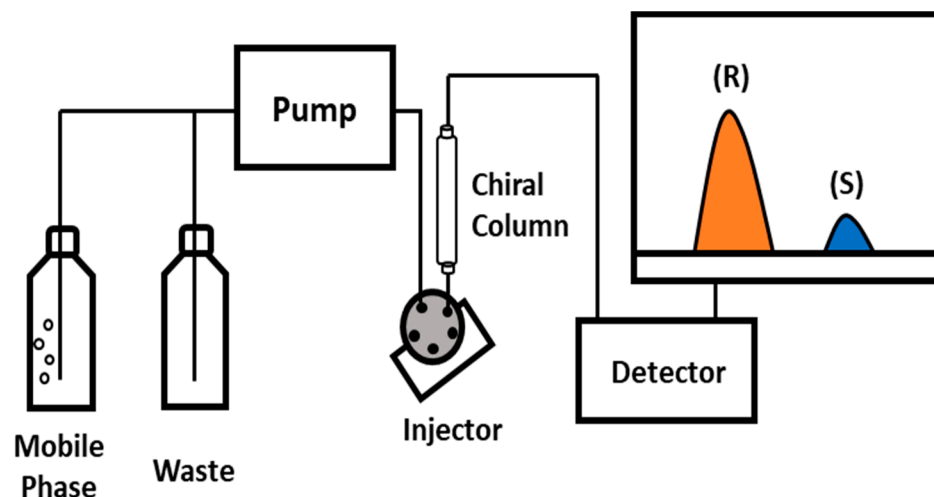 (R)
Pump
(S)
Chiral
Column
Detector
Injector
Mobile
Phase
Waste